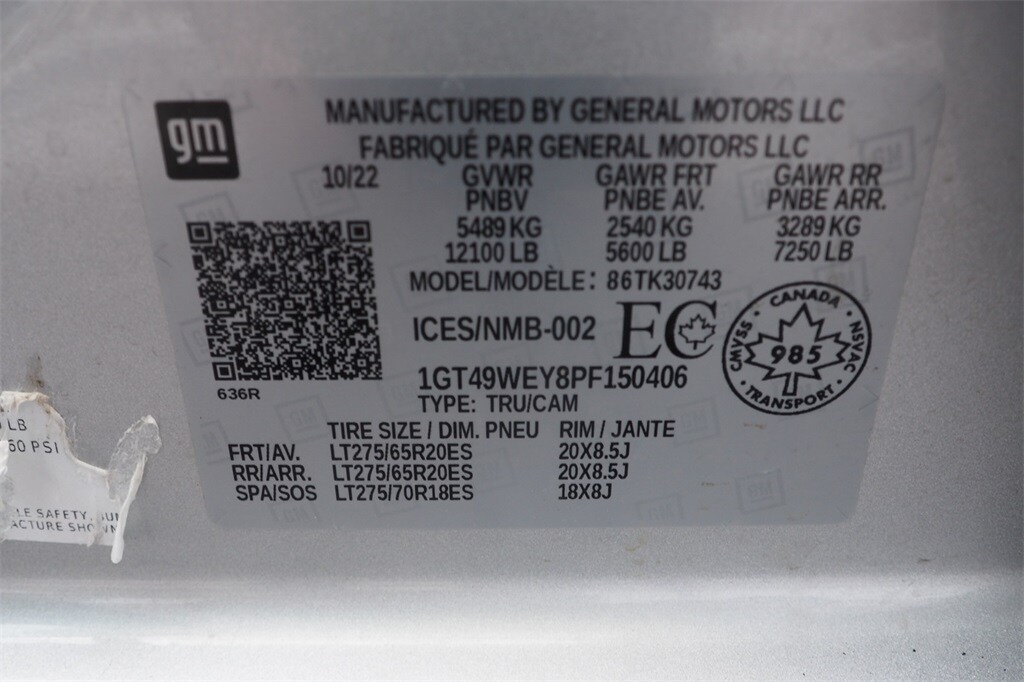 gm
MANUFACTURED BY GENERAL MOTORS LLC
FABRIQUÉ PAR GENERAL MOTORS LLC
10/22 GVWR GAWR FRT GAWR RR
PNBV PNBE AV. PNBE ARR.
5489 KG 2540 KG 3289 KG
12100 LB 5600 LB 7250 LB
MODEL/MODÈLE: 86TK30743
ICES/NMB-002 EC
CANADA
CMVSS 985 NSVAC
TRANSPORT
1GT49WEY8PF150406
636R
TYPE: TRU/CAM
TIRE SIZE / DIM. PNEU RIM / JANTE
FRT/AV. LT275/65R20ES 20X8.5J
RR/ARR. LT275/65R20ES 20X8.5J
SPA/SOS LT275/70R18ES 18X8J
LB
60 PSI
LE SAFETY,
ACTURE SHOWN